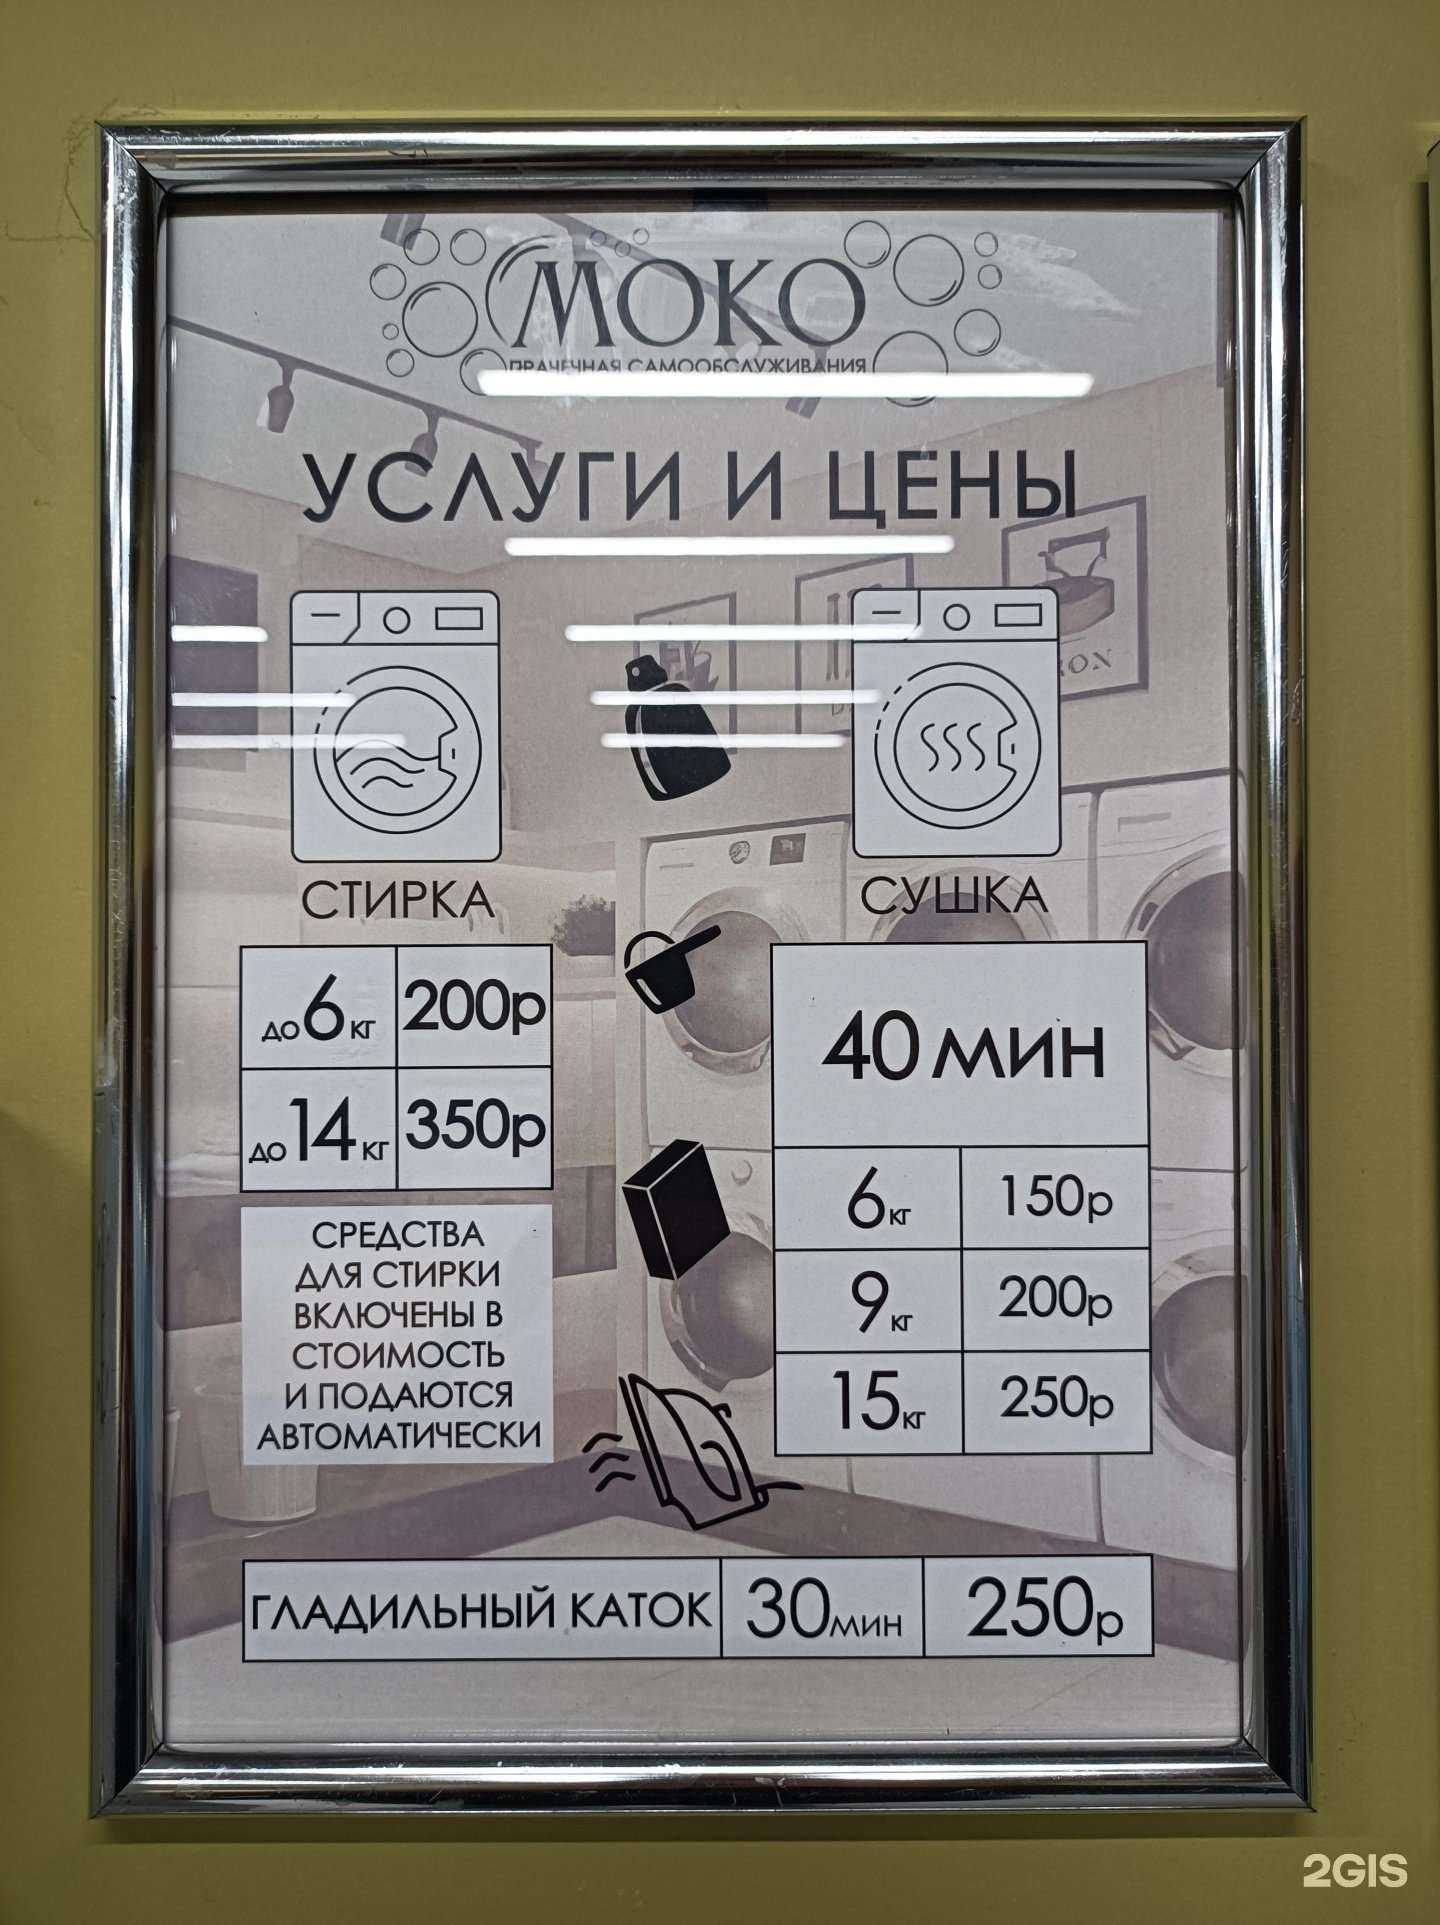 МОКО
ПРАЧЕЧНАЯ САМООБСЛУЖИВАНИЯ
УСЛУГИ И ЦЕНЫ
RON
СТИРКА
до 6 кг 200р
до 14 кг 350р
СРЕДСТВА
ДЛЯ СТИРКИ
ВКЛЮЧЕНЫ В
СТОИМОСТЬ
И ПОДАЮТСЯ
АВТОМАТИЧЕСКИ
СУШКА
40 МИН
6 кг 150р
9 кг 200р
15 кг 250р
ГЛАДИЛЬНЫЙ КАТОК 30 мин 250р
2GIS